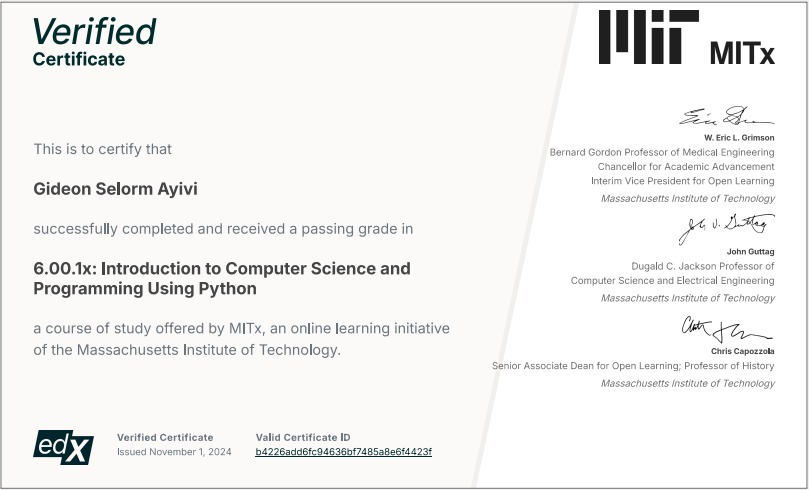 Verified
Certificate
MIT MITx
This is to certify that
Gideon Selorm Ayivi
successfully completed and received a passing grade in
6.00.1x: Introduction to Computer Science and
Programming Using Python
a course of study offered by MITx, an online learning initiative
of the Massachusetts Institute of Technology.
W. Eric L. Grimson
Bernard Gordon Professor of Medical Engineering
Chancellor for Academic Advancement
Interim Vice President for Open Learning
Massachusetts Institute of Technology
John V. Guttag
John Guttag
Dugald C. Jackson Professor of
Computer Science and Electrical Engineering
Massachusetts Institute of Technology
Chris Capozzola
Senior Associate Dean for Open Learning; Professor of History
Massachusetts Institute of Technology
edX
Verified Certificate
Issued November 1, 2024
Valid Certificate ID
b4226add6fc94636bf7485a8e6f4423f